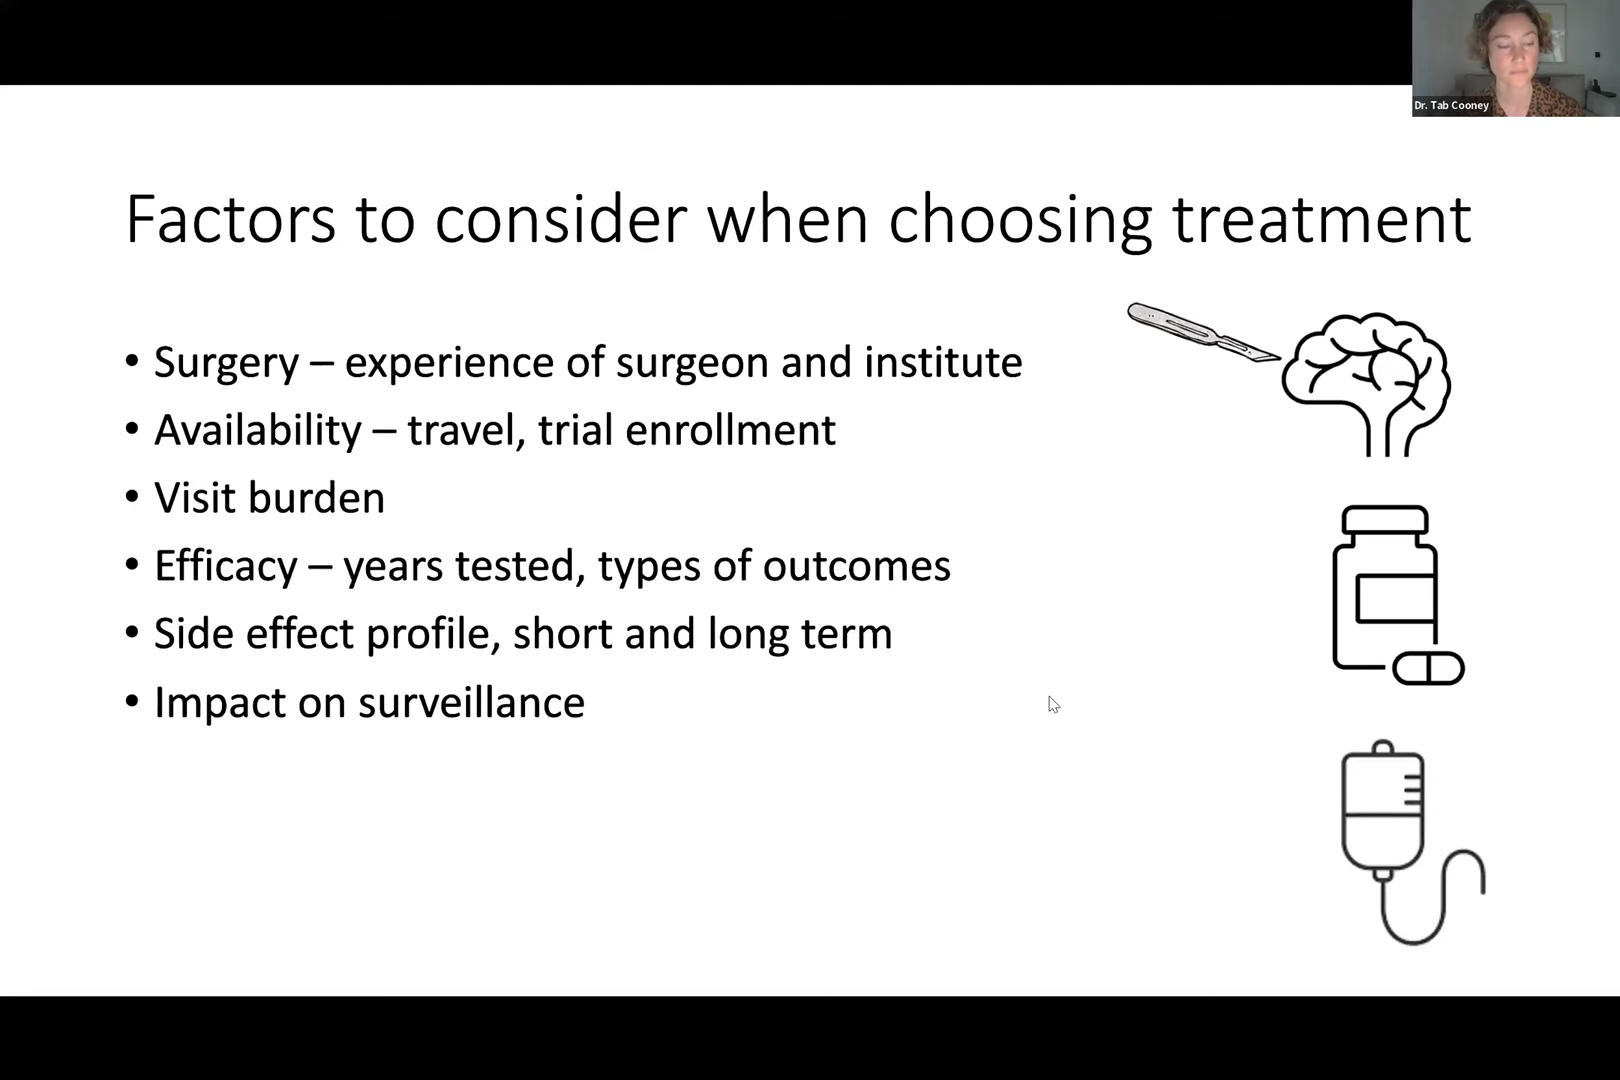 Dr. Tab Cooney
Factors to consider when choosing treatment
• Surgery – experience of surgeon and institute
• Availability – travel, trial enrollment
• Visit burden
• Efficacy – years tested, types of outcomes
• Side effect profile, short and long term
• Impact on surveillance